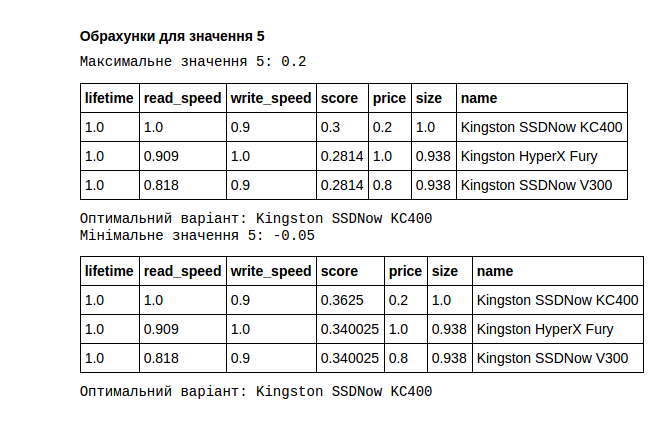 Обрахунки для значення 5
Максимальне значення 5: 0.2
lifetime read_speed write_speed score price size name
1.0 1.0 0.9 0.3 0.2 1.0 Kingston SSDNow KC400
1.0 0.909 1.0 0.2814 1.0 0.938 Kingston HyperX Fury
1.0 0.818 0.9 0.2814 0.8 0.938 Kingston SSDNow V300
Оптимальний варіант: Kingston SSDNow KC400
Мінімальне значення 5: -0.05
lifetime read_speed write_speed score price size name
1.0 1.0 0.9 0.3625 0.2 1.0 Kingston SSDNow KC400
1.0 0.909 1.0 0.340025 1.0 0.938 Kingston HyperX Fury
1.0 0.818 0.9 0.340025 0.8 0.938 Kingston SSDNow V300
Оптимальний варіант: Kingston SSDNow KC400